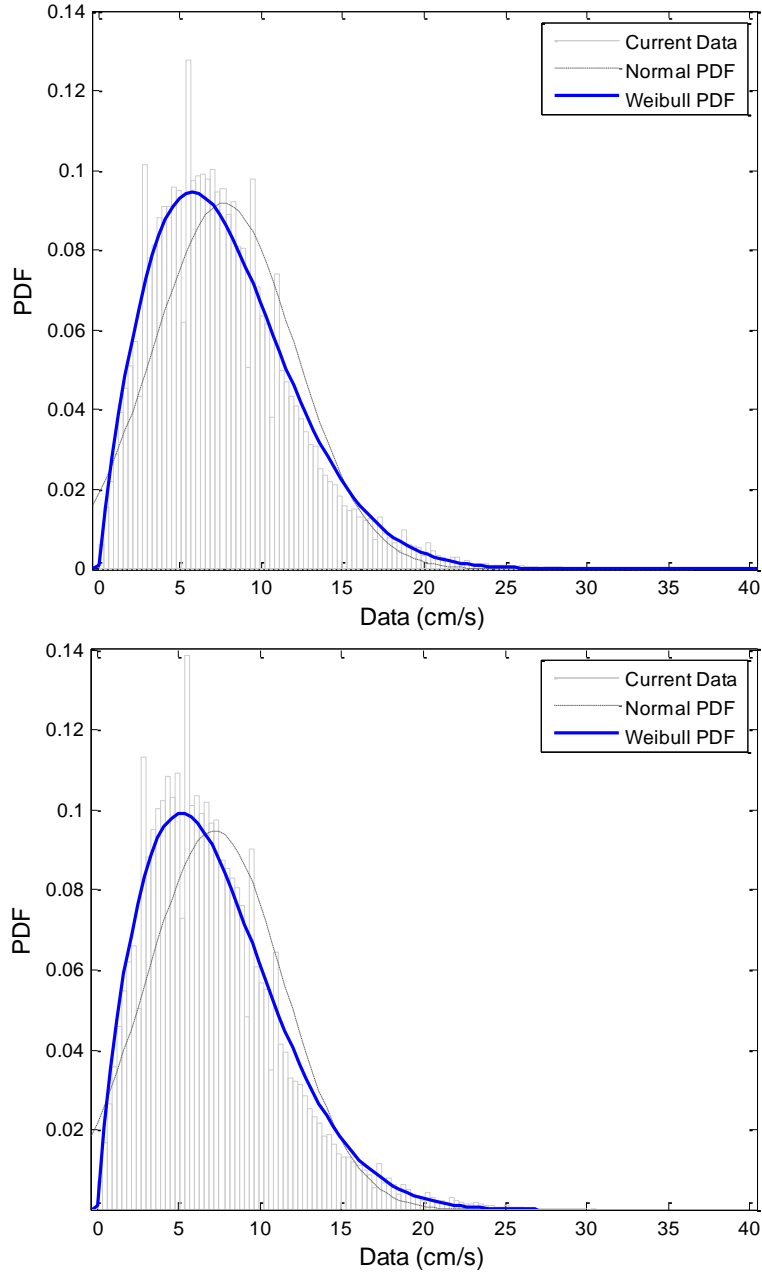 0.14
0.12
0.1
0.08
0.06
0.04
0.02
0
PDF
Current Data
Normal PDF
Weibull PDF
0 5 10 15 20 25 30 35 40
Data (cm/s)
0.14
0.12
0.1
0.08
0.06
0.04
0.02
PDF
Current Data
Normal PDF
Weibull PDF
0 5 10 15 20 25 30 35 40
Data (cm/s)